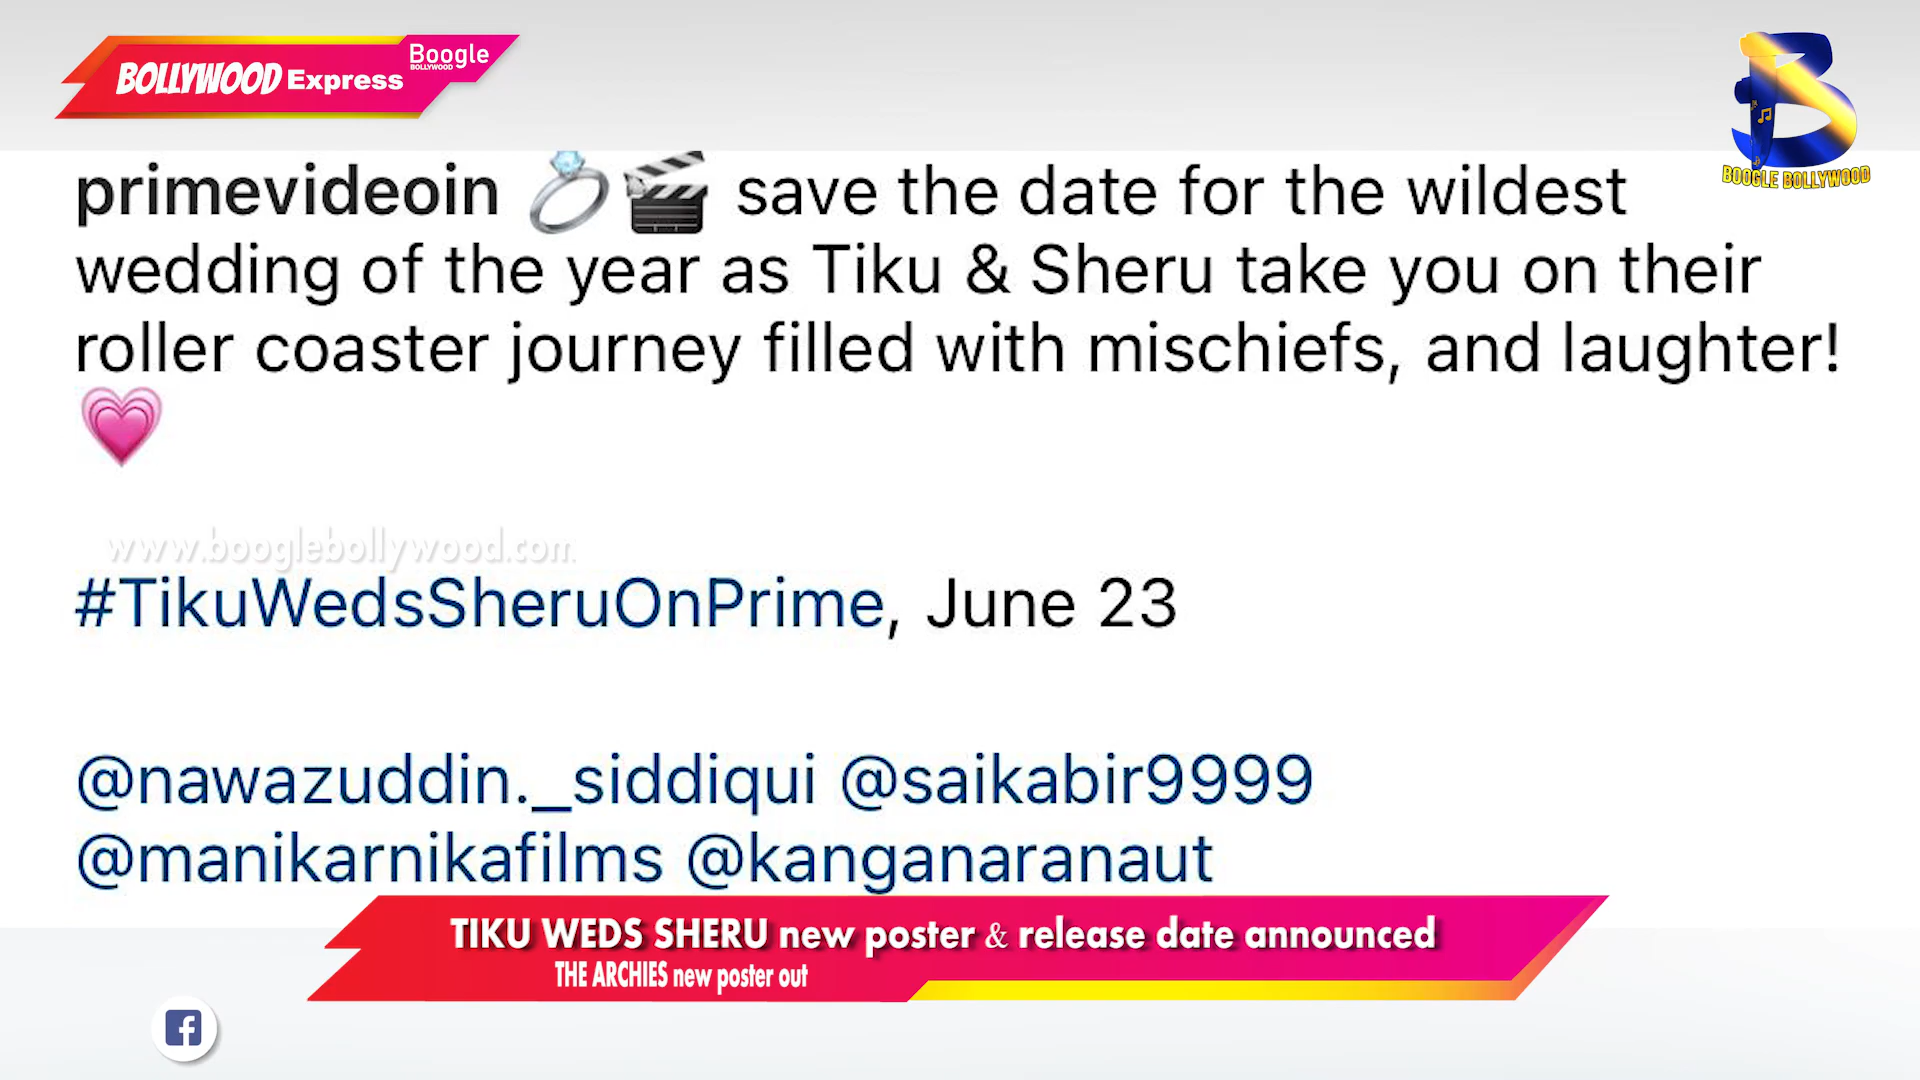 BOLLYWOOD Express
Boogle
BOLLYWOOD
BOOGLE BOLLYWOOD
primevideoin 💍🎬 save the date for the wildest
wedding of the year as Tiku & Sheru take you on their
roller coaster journey filled with mischiefs, and laughter!
💗
www.booglebollywood.com
#TikuWedsSheruOnPrime, June 23
@nawazuddin._siddiqui @saikabir9999
@manikarnikafilms @kanganaranaut
TIKU WEDS SHERU new poster & release date announced
THE ARCHIES new poster out